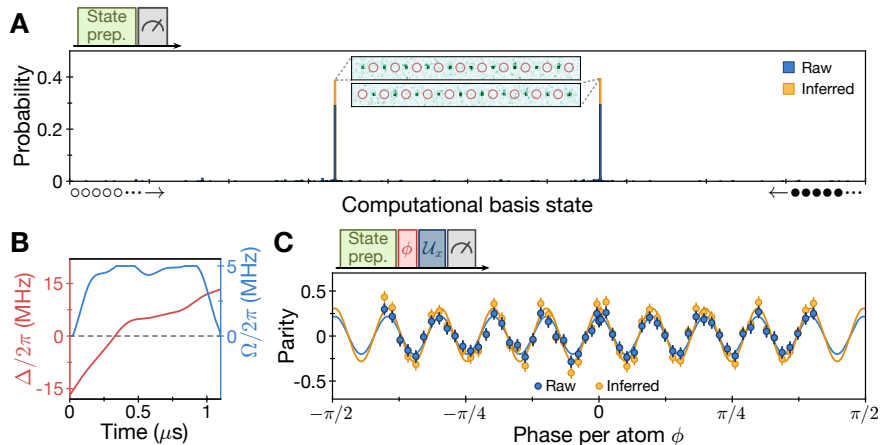 A
State
prep.
Probability
0.4
0.2
0
Raw
Inferred
Computational basis state
B
Δ/2π (MHz)
15
0
-15
Ω/2π (MHz)
5
0
0
0.5
1
Time (μs)
C
State
prep.
ϕ
𝒰ₓ
Parity
0.5
0
-0.5
Raw
Inferred
−π/2
−π/4
0
π/4
π/2
Phase per atom ϕ